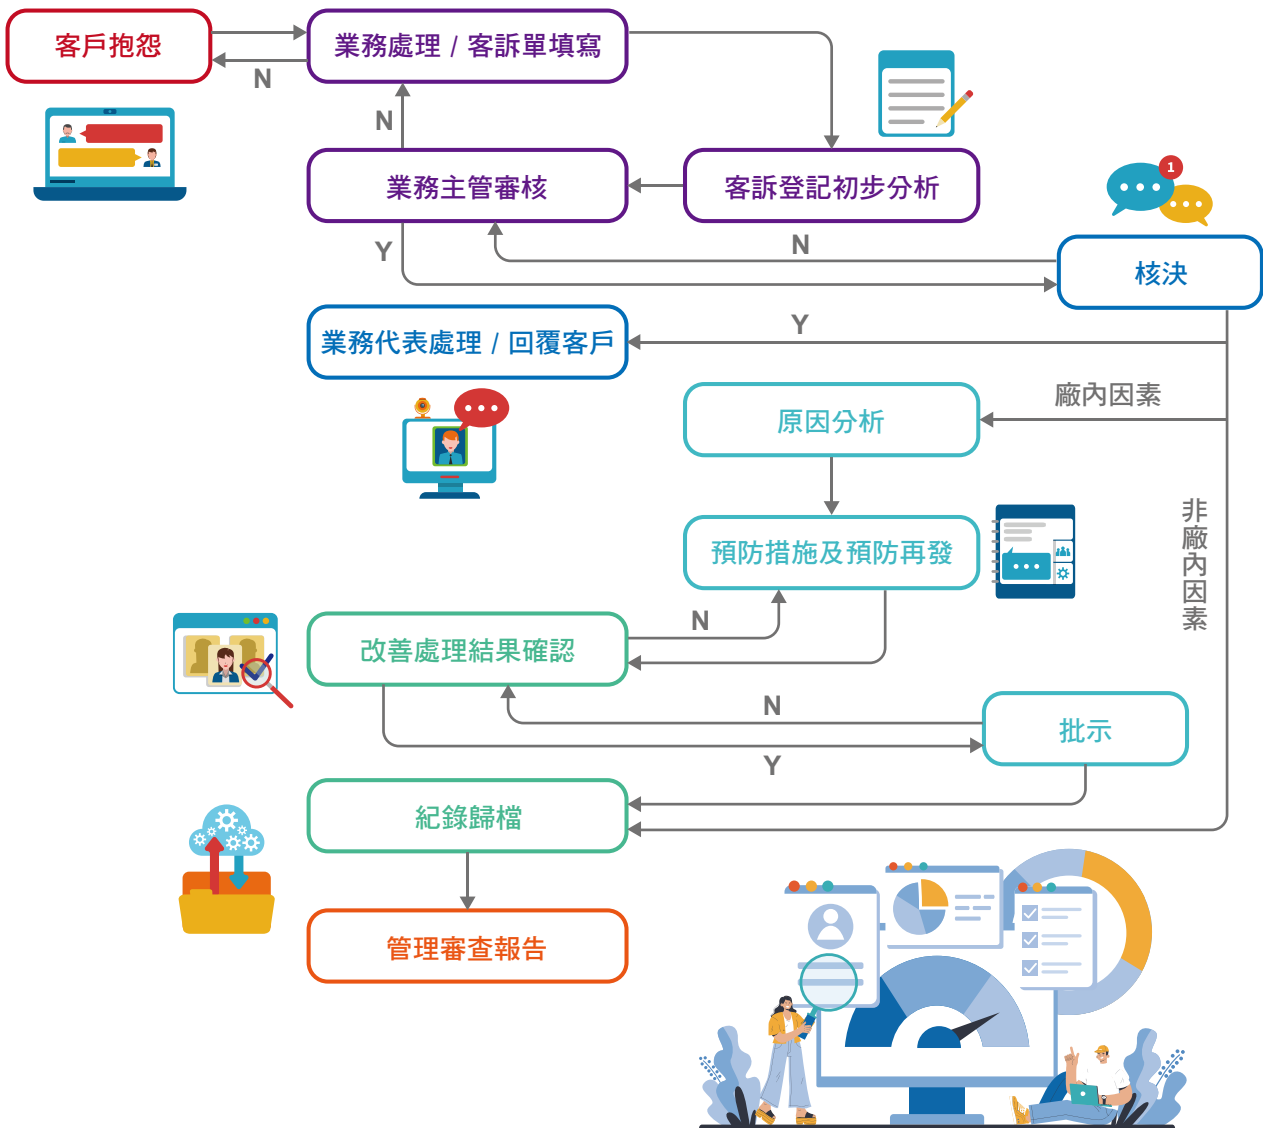 客戶抱怨
業務處理 / 客訴單填寫
N
N
業務主管審核
客訴登記初步分析
1
Y
N
核決
業務代表處理 / 回覆客戶
Y
廠內因素
原因分析
非廠內因素
預防措施及預防再發
N
改善處理結果確認
N
批示
Y
紀錄歸檔
管理審查報告